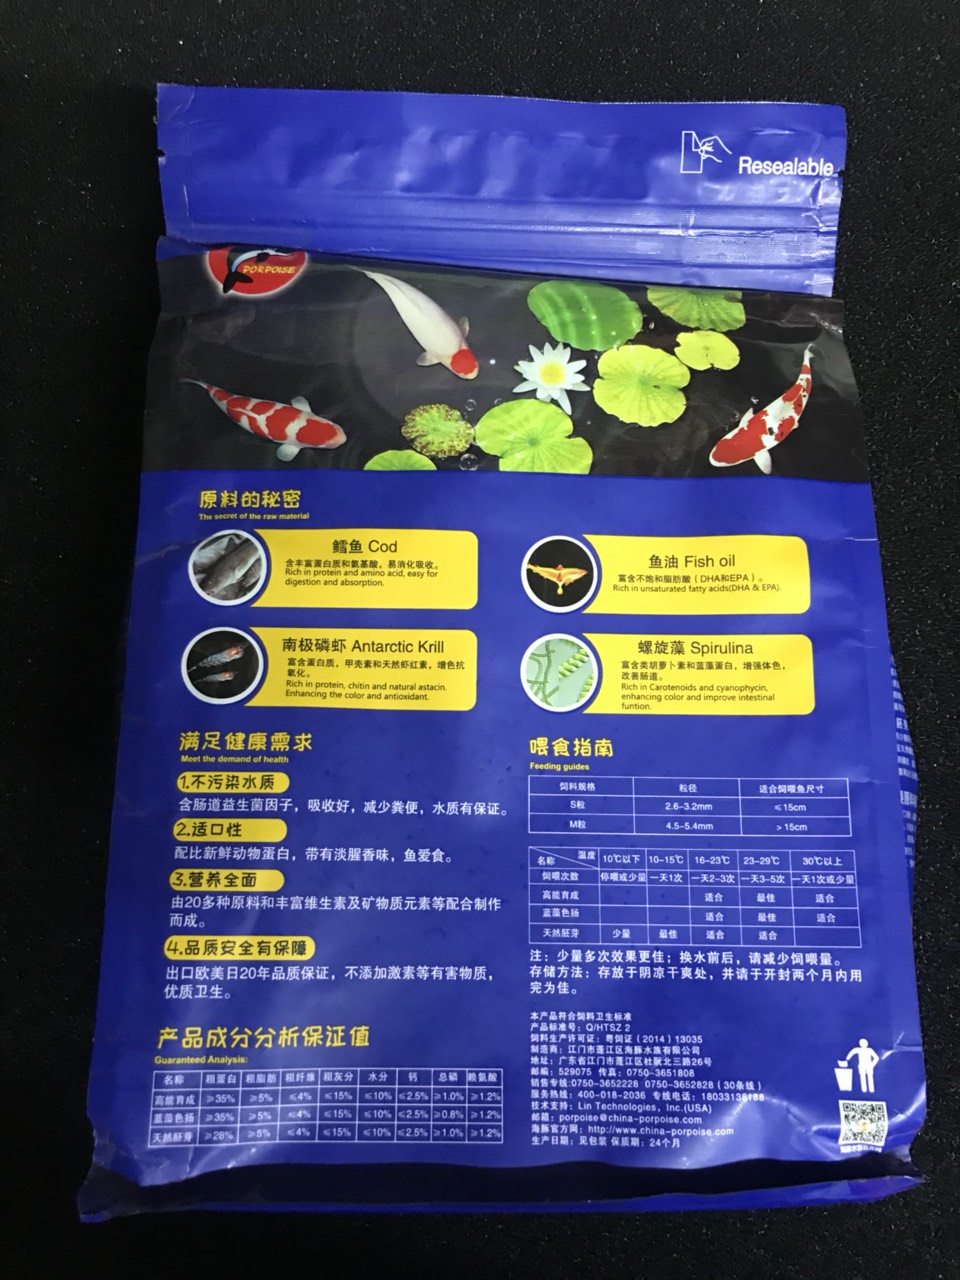 Resealable
PORPOISE
原料的秘密
The secret of the raw material
鳕鱼 Cod
含丰富蛋白质和氨基酸，易消化吸收。
Rich in protein and amino acid, easy for
digestion and absorption.
鱼油 Fish oil
富含不饱和脂肪酸（DHA和EPA）。
Rich in unsaturated fatty acids(DHA & EPA).
南极磷虾 Antarctic Krill
富含蛋白质，甲壳素和天然虾红素，增色抗
氧化。
Rich in protein, chitin and natural astacin.
Enhancing the color and antioxidant.
螺旋藻 Spirulina
富含类胡萝卜素和蓝藻蛋白，增强体色，
改善肠道。
Rich in Carotenoids and cyanophycin,
enhancing color and improve intestinal
funtion.
满足健康需求
Meet the demand of health
1.不污染水质
含肠道益生菌因子，吸收好，减少粪便，水质有保证。
2.适口性
配比新鲜动物蛋白，带有淡腥香味，鱼爱食。
3.营养全面
由20多种原料和丰富维生素及矿物质元素等配合制作
而成。
4.品质安全有保障
出口欧美日20年品质保证，不添加激素等有害物质，
优质卫生。
产品成分分析保证值
Guaranteed Analysis:
名称 粗蛋白 粗脂肪 粗纤维 粗灰分 水分 钙 总磷 赖氨酸
高能育成 ≥35% ≥5% ≤4% ≤15% ≤10% ≤2.5% ≥1.0% ≥1.2%
蓝藻色扬 ≥35% ≥5% ≤4% ≤15% ≤10% ≤2.5% ≥0.8% ≥1.2%
天然胚芽 ≥28% ≥5% ≤4% ≤15% ≤10% ≤2.5% ≥1.0% ≥1.2%
喂食指南
Feeding guides
饲料规格 粒径 适合饲喂鱼尺寸
S粒 2.6-3.2mm ≤15cm
M粒 4.5-5.4mm >15cm
名称 温度 10℃以下 10-15℃ 16-23℃ 23-29℃ 30℃以上
饲喂次数 停喂或少量 一天1次 一天2-3次 一天3-5次 一天1次或少量
高能育成 适合 最佳 适合
蓝藻色扬 适合 最佳 适合
天然胚芽 少量 最佳 适合 适合
注：少量多次效果更佳；换水前后，请减少饲喂量。
存储方法：存放于阴凉干爽处，并请于开封两个月内用
完为佳。
本产品符合饲料卫生标准
产品标准号：Q/HTSZ 2
饲料生产许可证：粤饲证（2014）13035
制造商：江门市蓬江区海豚水族有限公司
地址：广东省江门市蓬江区杜阮北三路26号
邮编：529075 传真：0750-3651808
销售专线:0750-3652228 0750-3652828（30条线）
服务热线：400-018-2036 专线电话：18033138188
技术支持：Lin Technologies, Inc.(USA)
邮箱：porpoise@china-porpoise.com
海豚官方网：http://www.china-porpoise.com
生产日期：见包装 保质期：24个月